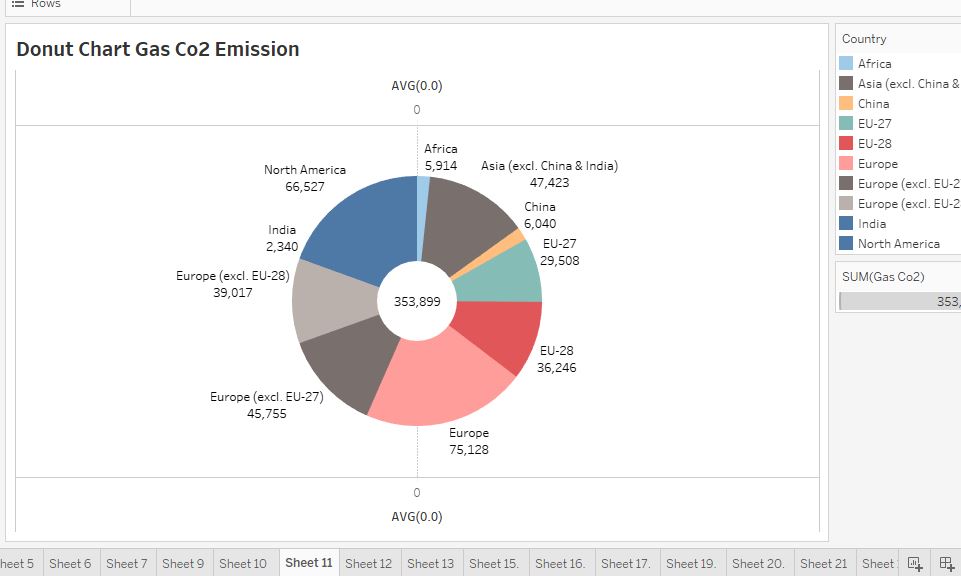 Rows
Donut Chart Gas Co2 Emission
AVG(0.0)
0
Africa
5,914
Asia (excl. China & India)
47,423
China
6,040
EU-27
29,508
EU-28
36,246
Europe
75,128
Europe (excl. EU-27)
45,755
Europe (excl. EU-28)
39,017
India
2,340
North America
66,527
353,899
0
AVG(0.0)
Country
Africa
Asia (excl. China &
China
EU-27
EU-28
Europe
Europe (excl. EU-2
Europe (excl. EU-2
India
North America
SUM(Gas Co2)
353,
heet 5 Sheet 6 Sheet 7 Sheet 9 Sheet 10 Sheet 11 Sheet 12 Sheet 13 Sheet 15. Sheet 16. Sheet 17. Sheet 19. Sheet 20. Sheet 21 Sheet